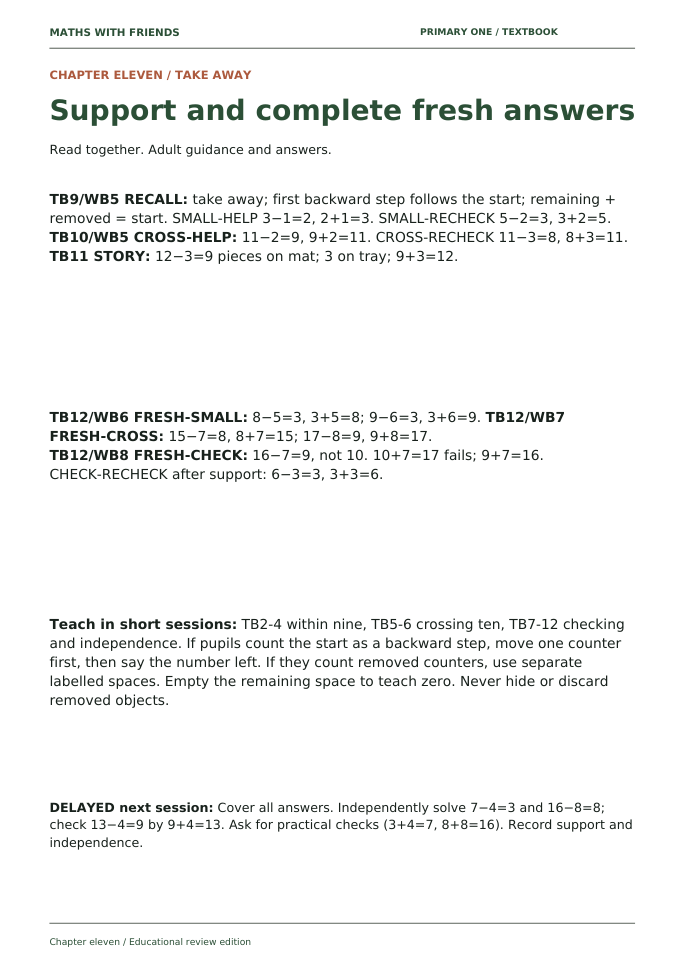 MATHS WITH FRIENDS
PRIMARY ONE / TEXTBOOK
CHAPTER ELEVEN / TAKE AWAY
Support and complete fresh answers
Read together. Adult guidance and answers.
TB9/WB5 RECALL: take away; first backward step follows the start; remaining +
removed = start. SMALL-HELP 3−1=2, 2+1=3. SMALL-RECHECK 5−2=3, 3+2=5.
TB10/WB5 CROSS-HELP: 11−2=9, 9+2=11. CROSS-RECHECK 11−3=8, 8+3=11.
TB11 STORY: 12−3=9 pieces on mat; 3 on tray; 9+3=12.
TB12/WB6 FRESH-SMALL: 8−5=3, 3+5=8; 9−6=3, 3+6=9. TB12/WB7
FRESH-CROSS: 15−7=8, 8+7=15; 17−8=9, 9+8=17.
TB12/WB8 FRESH-CHECK: 16−7=9, not 10. 10+7=17 fails; 9+7=16.
CHECK-RECHECK after support: 6−3=3, 3+3=6.
Teach in short sessions: TB2-4 within nine, TB5-6 crossing ten, TB7-12 checking
and independence. If pupils count the start as a backward step, move one counter
first, then say the number left. If they count removed counters, use separate
labelled spaces. Empty the remaining space to teach zero. Never hide or discard
removed objects.
DELAYED next session: Cover all answers. Independently solve 7−4=3 and 16−8=8;
check 13−4=9 by 9+4=13. Ask for practical checks (3+4=7, 8+8=16). Record support and
independence.
Chapter eleven / Educational review edition